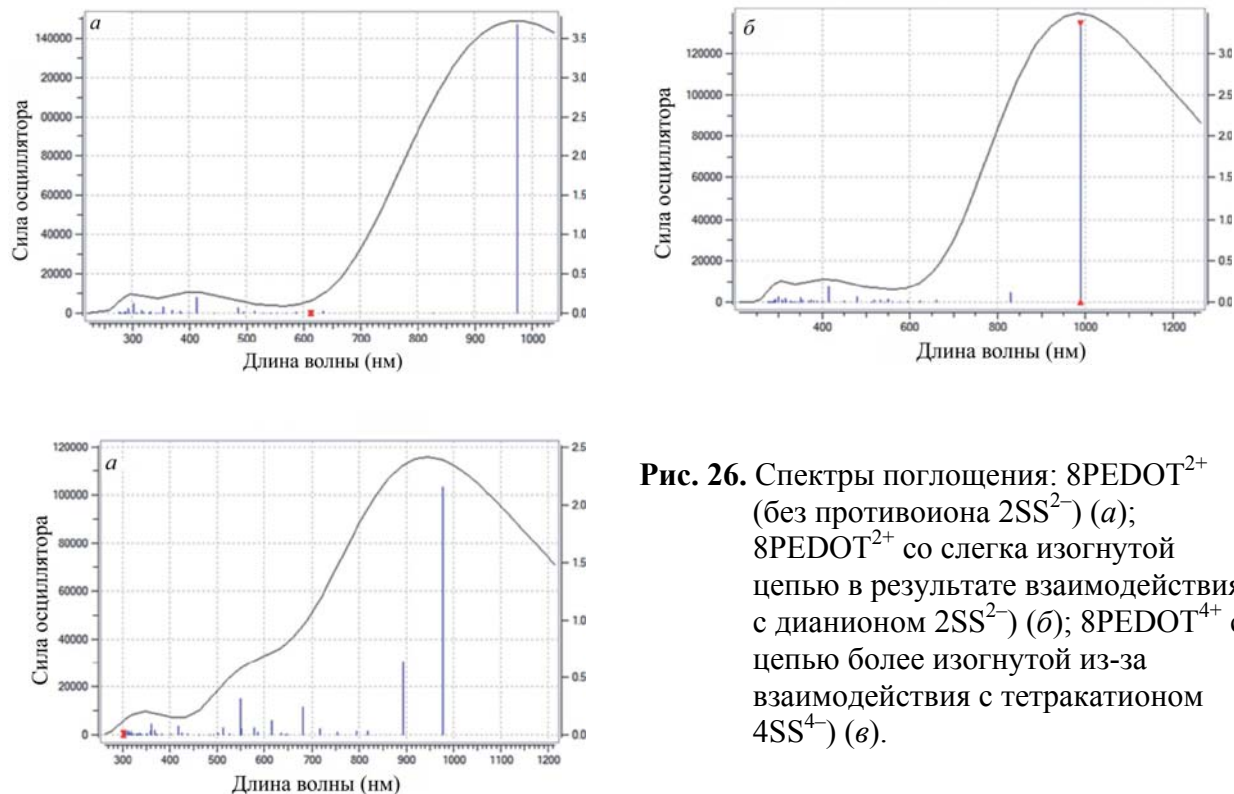 а
140000
120000
00000
80000
60000
40000
20000
0
3.5
3.0
2.5
2.0
1.5
1.0
0.5
0.0
300 400 500 600 700 800 900 1000
Сила осциллятора
Длина волны (нм)
б
120000
100000
80000
60000
40000
20000
0
3.0
2.5
2.0
1.5
1.0
0.5
0.0
400 600 800 1000 1200
Сила осциллятора
Длина волны (нм)
а
120000
100000
80000
60000
40000
20000
0
2.5
2.0
1.5
1.0
0.5
0.0
300 400 500 600 700 800 900 1000 1100 1200
Сила осциллятора
Длина волны (нм)
Рис. 26. Спектры поглощения: 8PEDOT²⁺
(без противоиона 2SS²⁻) (а);
8PEDOT²⁺ со слегка изогнутой
цепью в результате взаимодействия
с дианионом 2SS²⁻) (б); 8PEDOT⁴⁺ с
цепью более изогнутой из-за
взаимодействия с тетракатионом
4SS⁴⁻) (в).